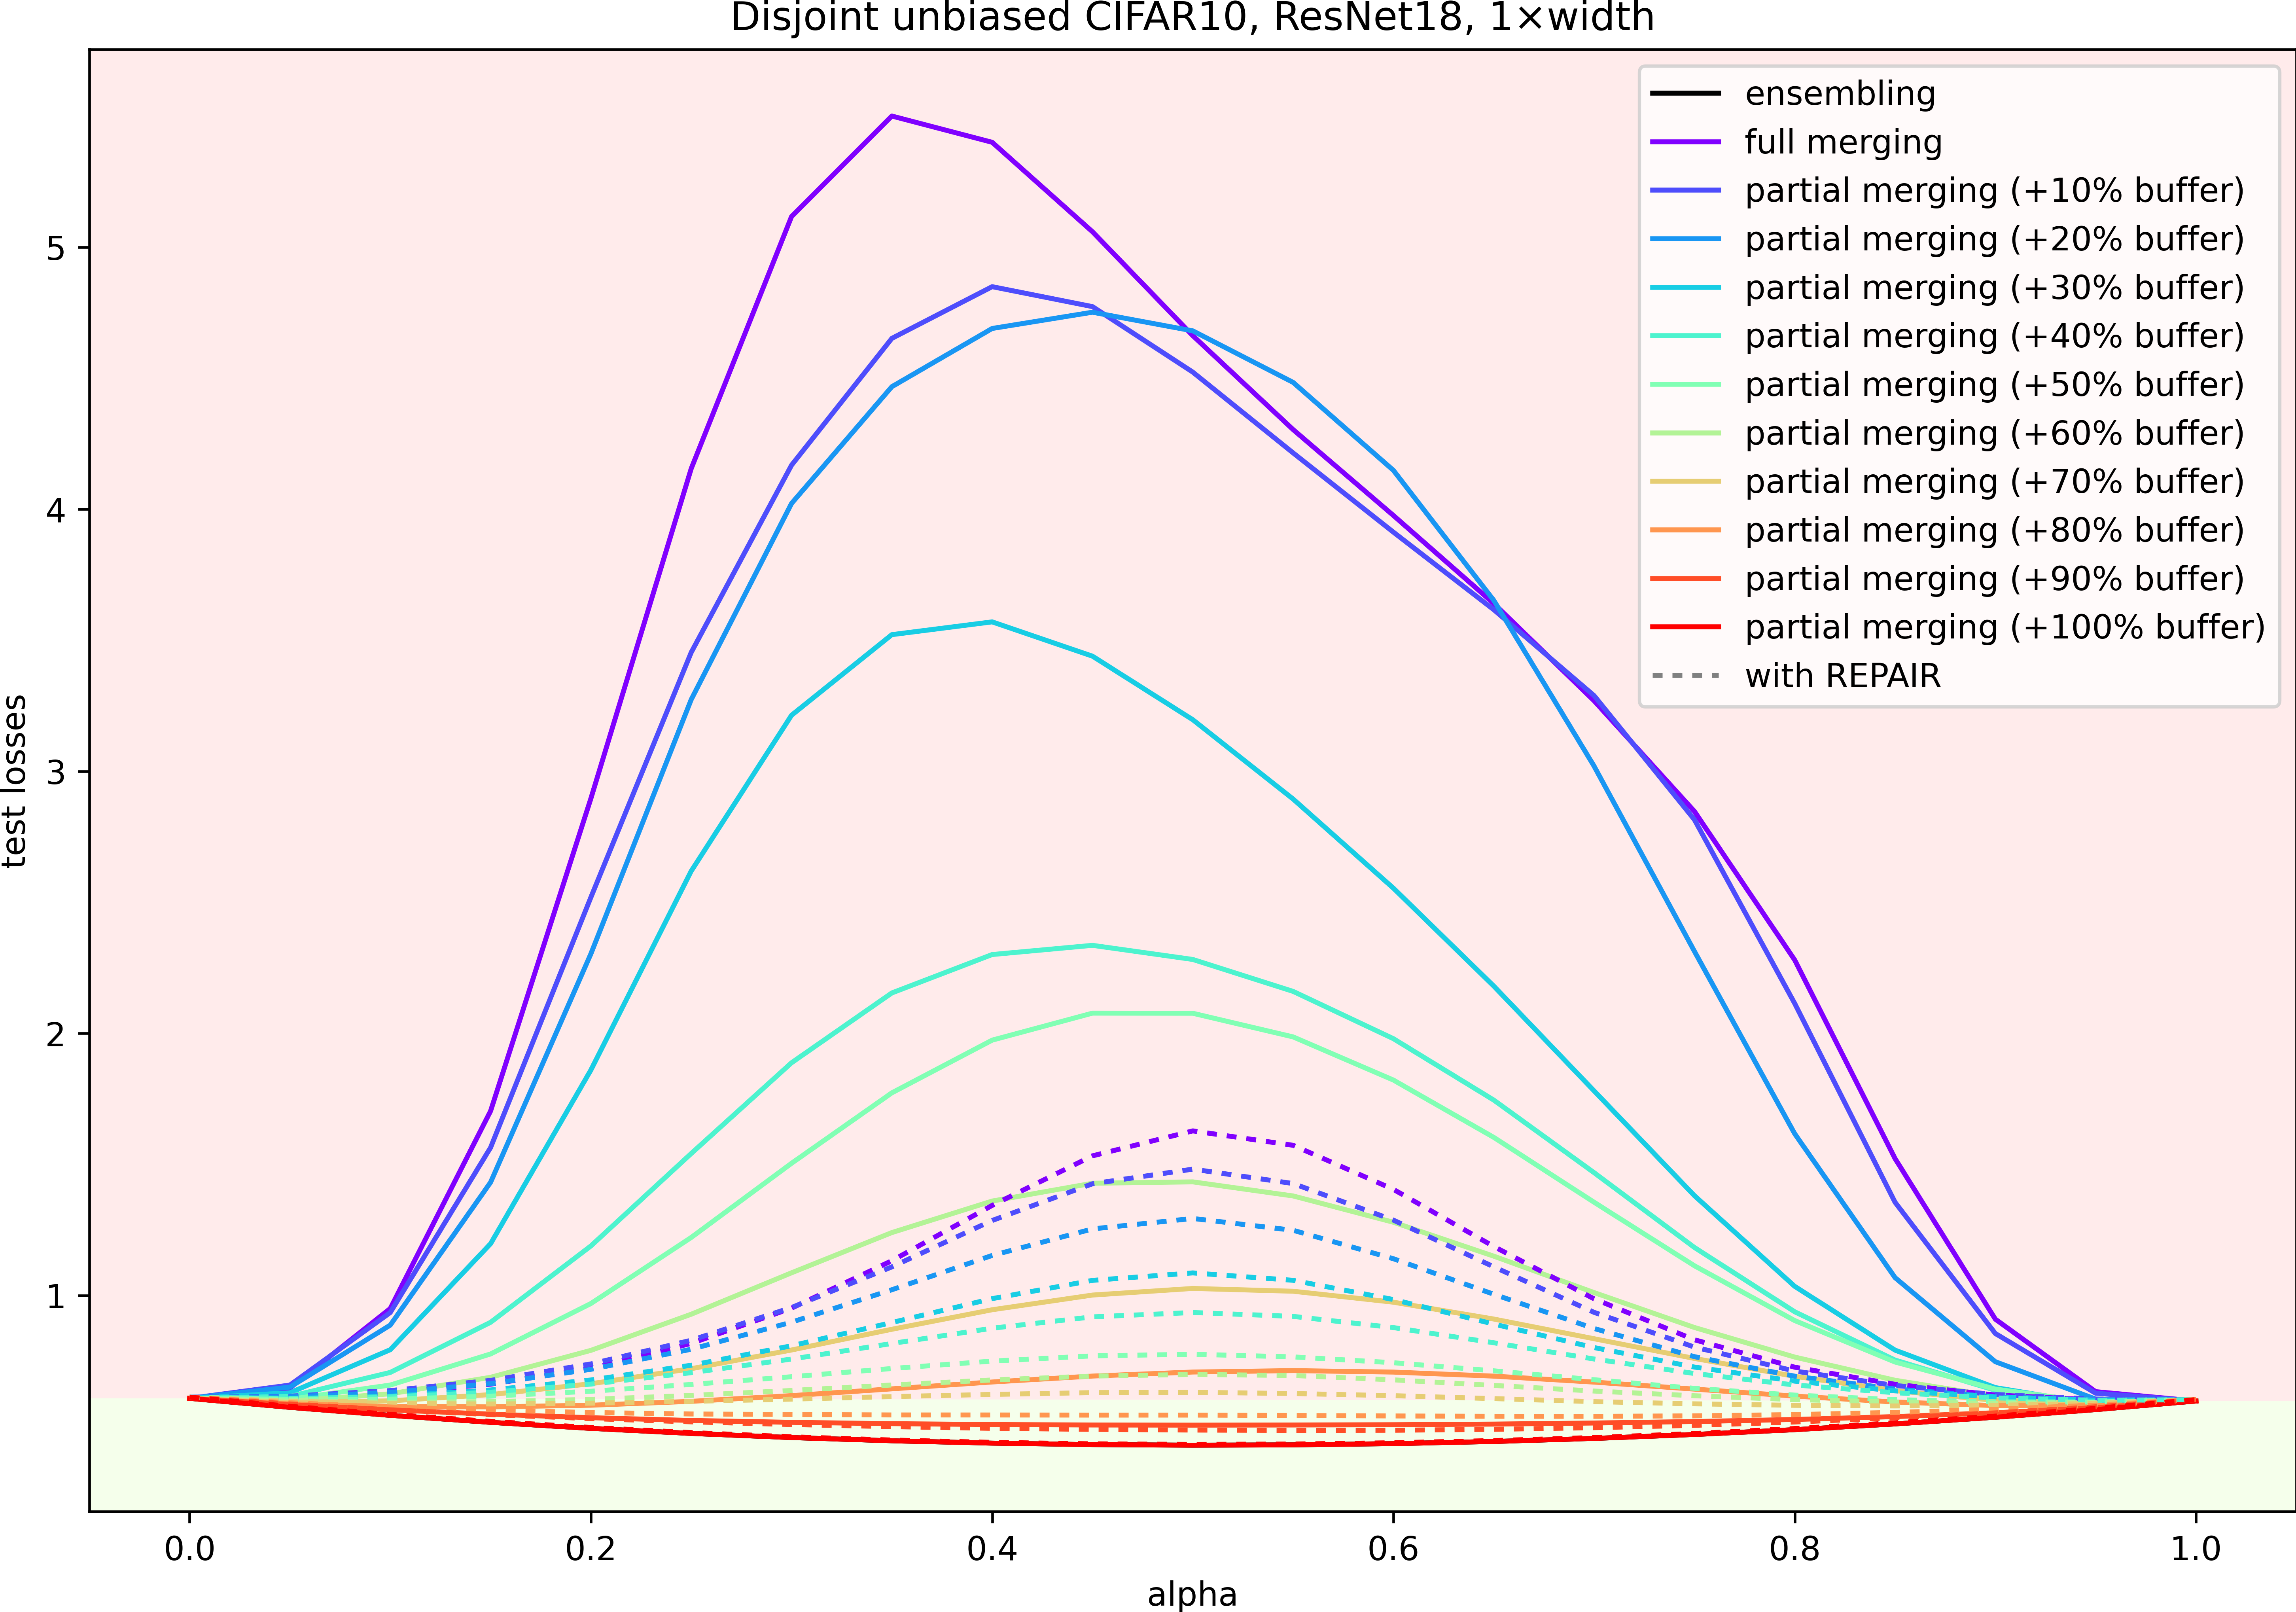 Disjoint unbiased CIFAR10, ResNet18, 1×width
ensembling
full merging
partial merging (+10% buffer)
partial merging (+20% buffer)
partial merging (+30% buffer)
partial merging (+40% buffer)
partial merging (+50% buffer)
partial merging (+60% buffer)
partial merging (+70% buffer)
partial merging (+80% buffer)
partial merging (+90% buffer)
partial merging (+100% buffer)
with REPAIR
test losses
5
4
3
2
1
0.0 0.2 0.4 0.6 0.8 1.0
alpha